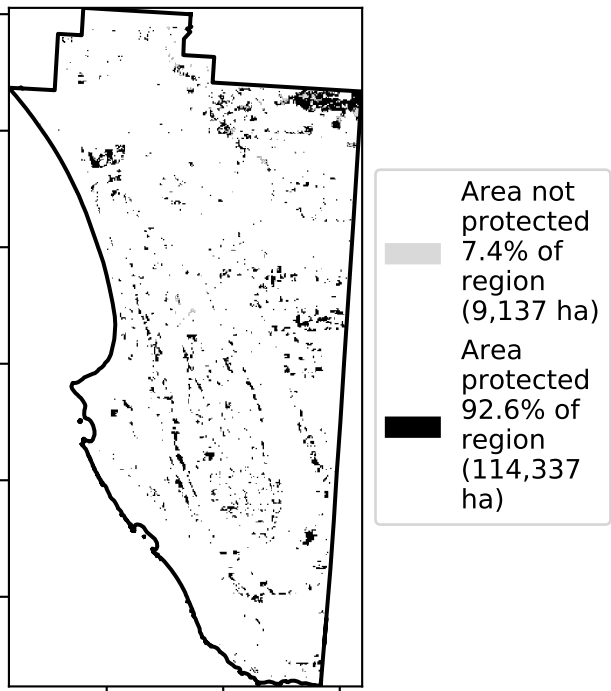 Area not
protected
7.4% of
region
(9,137 ha)
Area
protected
92.6% of
region
(114,337
ha)